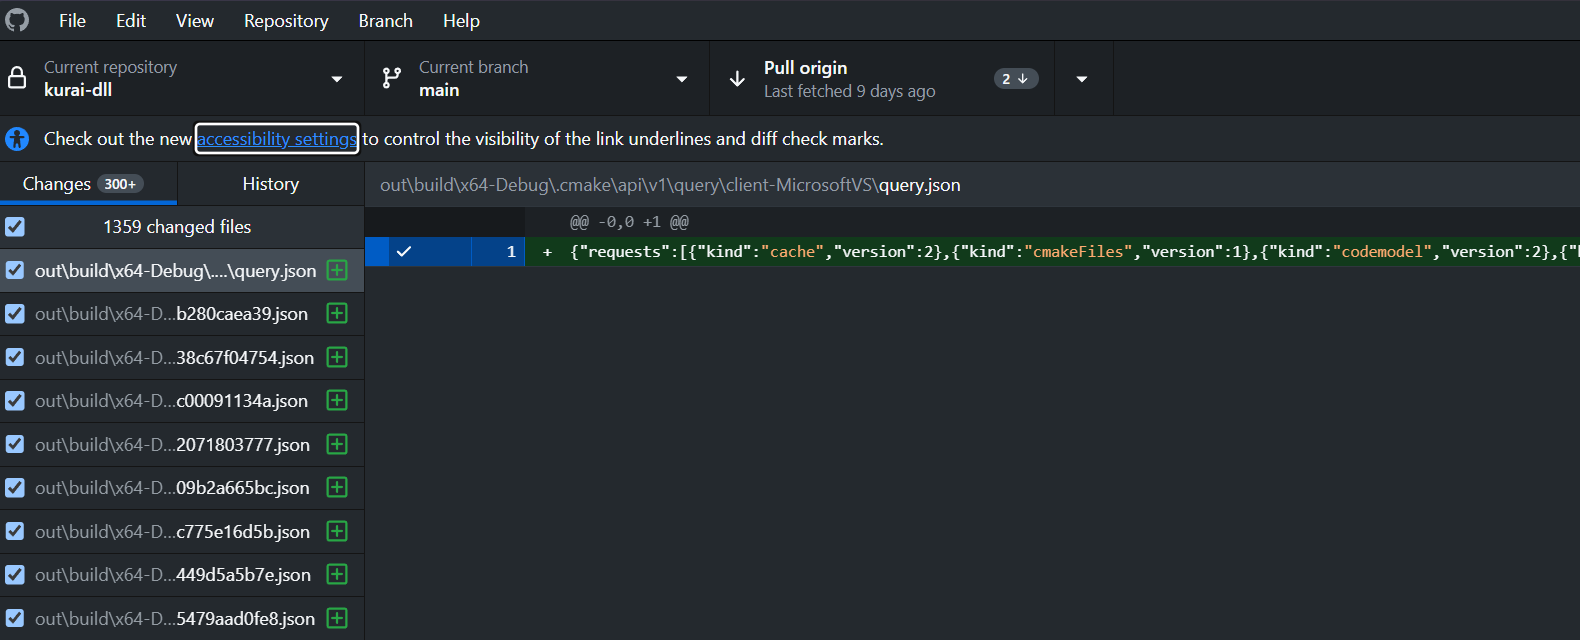 File Edit View Repository Branch Help
Current repository
kurai-dll
Current branch
main
Pull origin
Last fetched 9 days ago
2
Check out the new accessibility settings to control the visibility of the link underlines and diff check marks.
Changes 300+
History
1359 changed files
out\build\x64-Debug\....\query.json
out\build\x64-D...b280caea39.json
out\build\x64-D...38c67f04754.json
out\build\x64-D...c00091134a.json
out\build\x64-D...2071803777.json
out\build\x64-D...09b2a665bc.json
out\build\x64-D...c775e16d5b.json
out\build\x64-D...449d5a5b7e.json
out\build\x64-D...5479aad0fe8.json
out\build\x64-Debug\.cmake\api\v1\query\client-MicrosoftVS\query.json
@@ -0,0 +1 @@
1 + {"requests":[{"kind":"cache","version":2},{"kind":"cmakeFiles","version":1},{"kind":"codemodel","version":2},{"